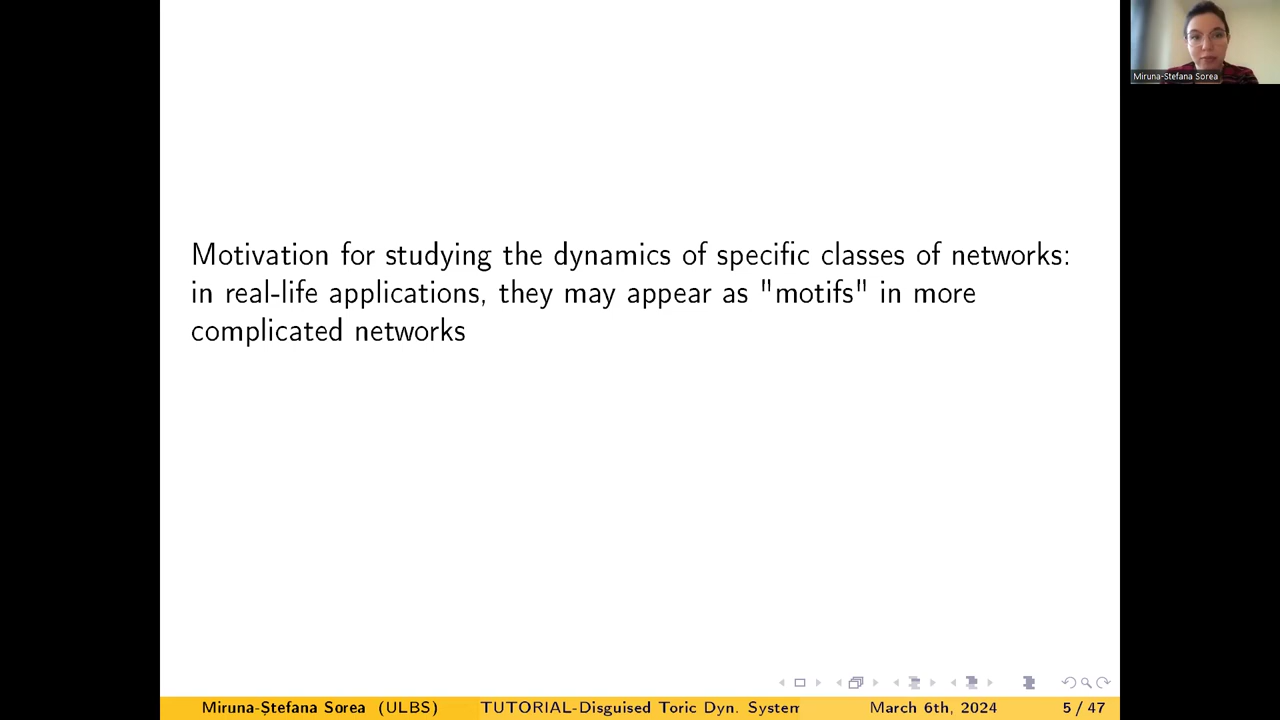 Miruna-Stefana Sorea
Motivation for studying the dynamics of specific classes of networks:
in real-life applications, they may appear as "motifs" in more
complicated networks
Miruna-Ștefana Sorea (ULBS) TUTORIAL-Disguised Toric Dyn. System March 6th, 2024 5 / 47